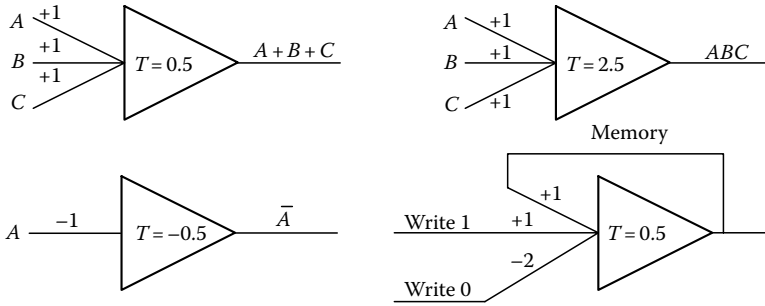 A +1
B +1
C +1
T = 0.5
A + B + C
A +1
B +1
C +1
T = 2.5
ABC
A −1
T = −0.5
A̅
Memory
+1
Write 1 +1
−2
Write 0
T = 0.5